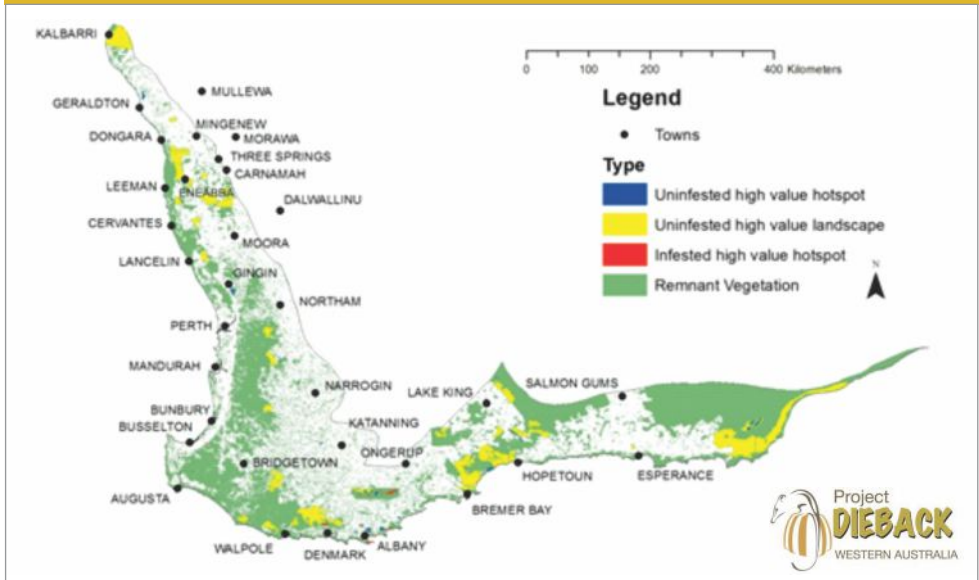 KALBARRI
MULLEWA
GERALDTON
MINGENEW
DONGARA
MORAWA
THREE SPRINGS
CARNAMAH
LEEMAN
ENEABBA
DALWALLINU
CERVANTES
MOORA
LANCELIN
GINGIN
NORTHAM
PERTH
MANDURAH
NARROGIN
LAKE KING
SALMON GUMS
BUNBURY
BUSSELTON
KATANNING
ONGERUP
BRIDGETOWN
HOPETOUN
ESPERANCE
AUGUSTA
BREMER BAY
WALPOLE
DENMARK
ALBANY
0 100 200 400 Kilometers
Legend
Towns
Type
Uninfested high value hotspot
Uninfested high value landscape
Infested high value hotspot
Remnant Vegetation
N
Project
DIEBACK
WESTERN AUSTRALIA